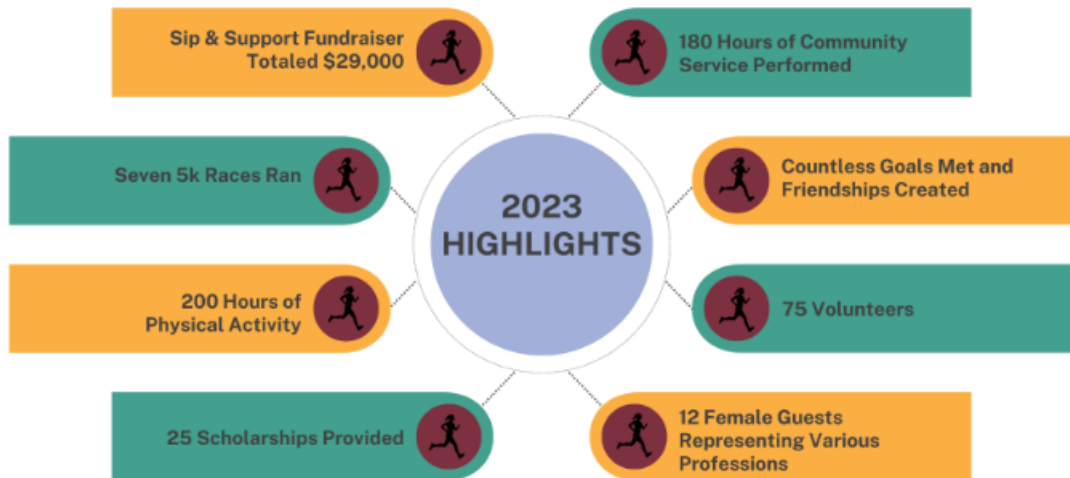 Sip & Support Fundraiser
Totaled $29,000
180 Hours of Community
Service Performed
Seven 5k Races Ran
Countless Goals Met and
Friendships Created
2023
HIGHLIGHTS
200 Hours of
Physical Activity
75 Volunteers
25 Scholarships Provided
12 Female Guests
Representing Various
Professions